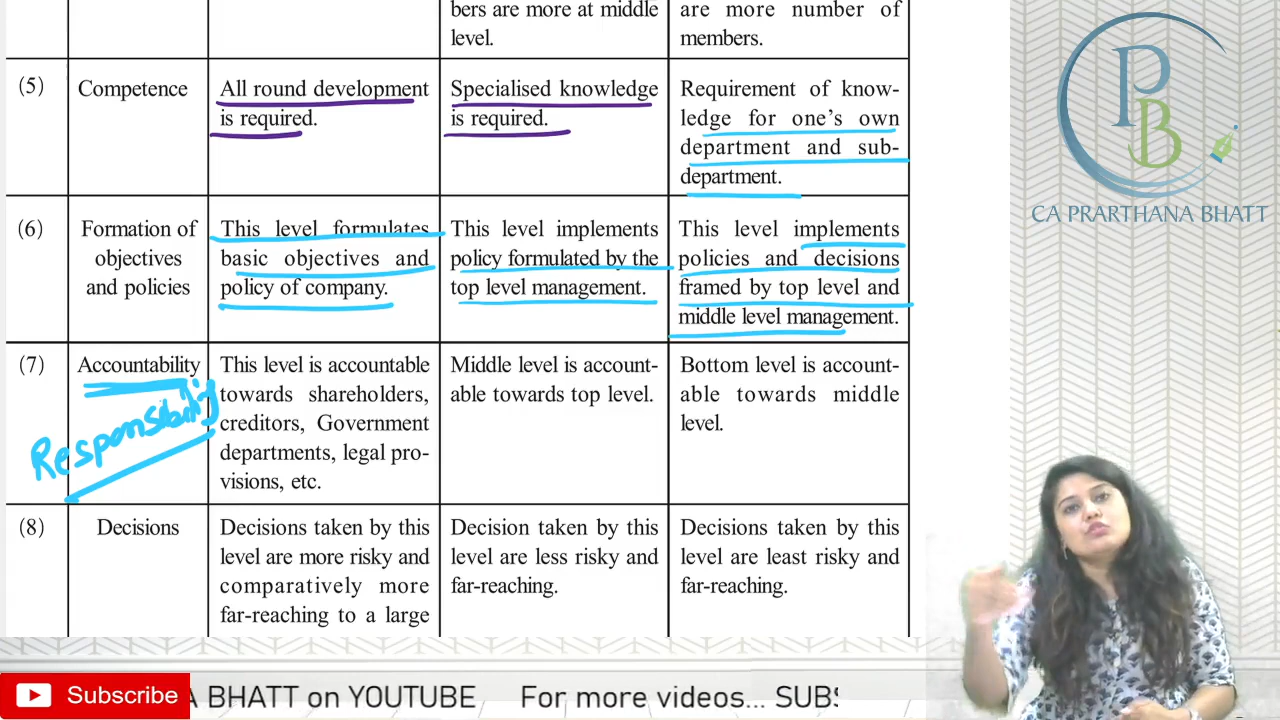 bers are more at middle
level.
are more number of
members.
(5)
Competence
All round development
is required.
Specialised knowledge
is required.
Requirement of know-
ledge for one's own
department and sub-
department.
(6)
Formation of
objectives
and policies
This level formulates
basic objectives and
policy of company.
This level implements
policy formulated by the
top level management.
This level implements
policies and decisions
framed by top level and
middle level management.
(7)
Accountability
Responsibility
This level is accountable
towards shareholders,
creditors, Government
departments, legal pro-
visions, etc.
Middle level is account-
able towards top level.
Bottom level is account-
able towards middle
level.
(8)
Decisions
Decisions taken by this
level are more risky and
comparatively more
far-reaching to a large
Decision taken by this
level are less risky and
far-reaching.
Decisions taken by this
level are least risky and
far-reaching.
PB
CA PRARTHANA BHATT
Subscribe
A BHATT on YOUTUBE For more videos... SUBS